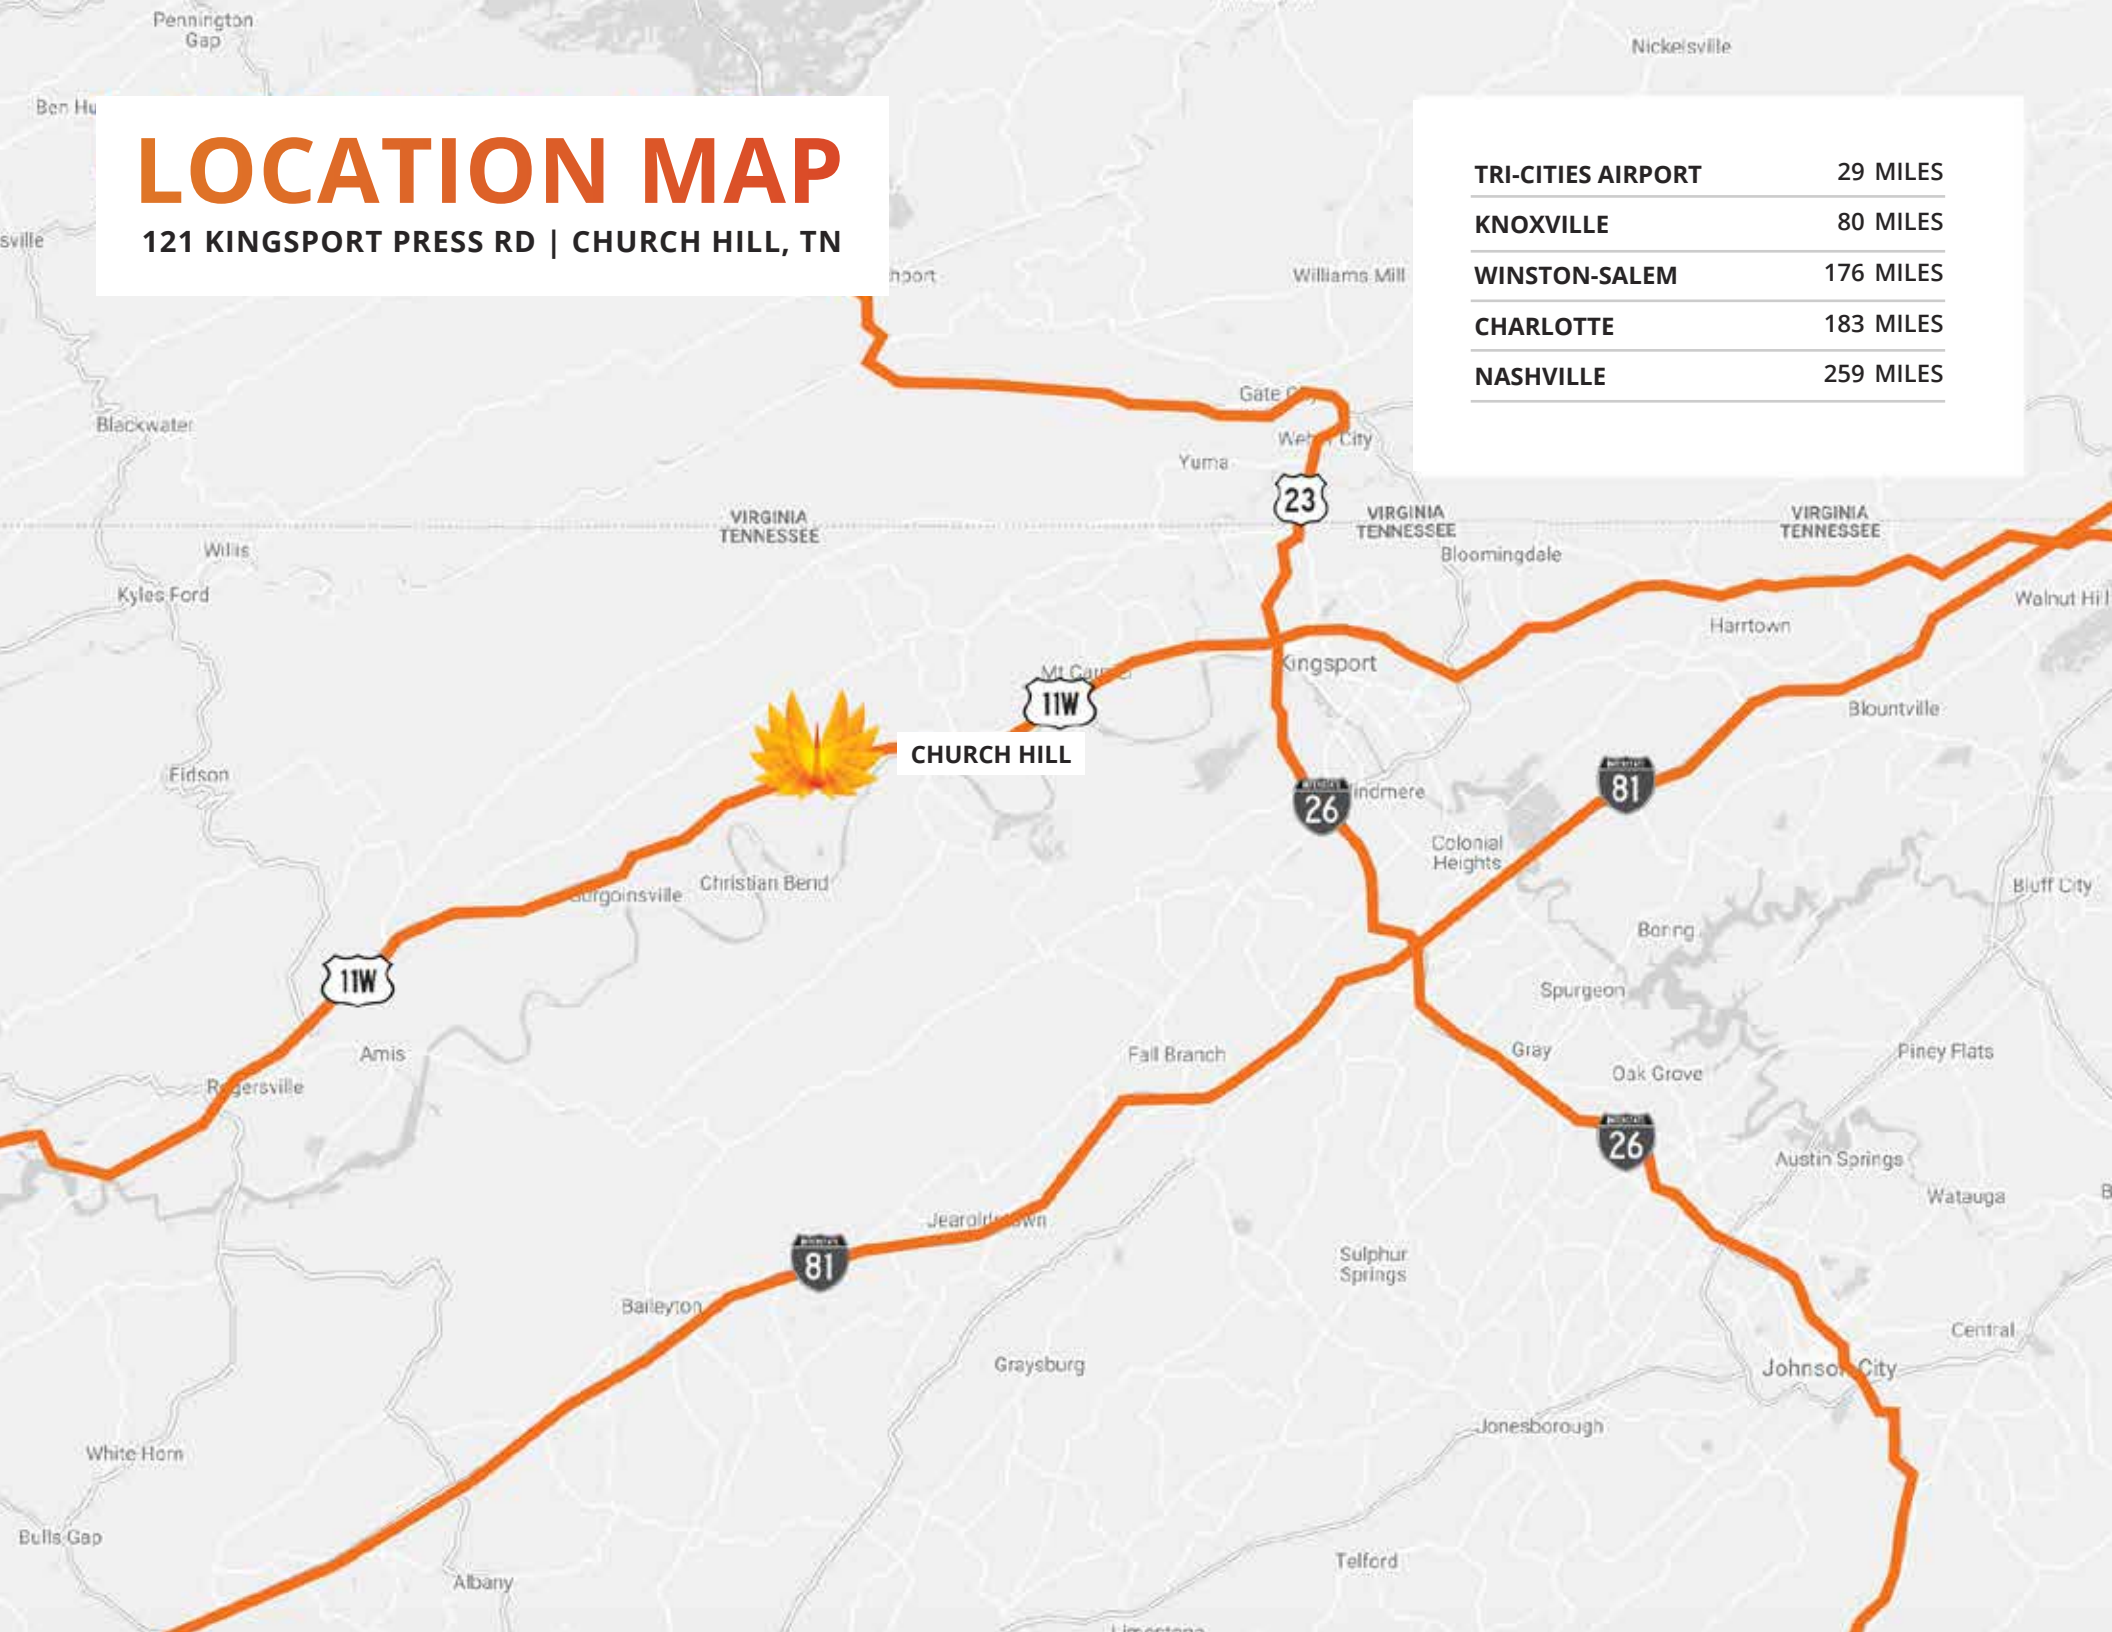 Pennington
Gap
Nickelsville
LOCATION MAP
121 KINGSPORT PRESS RD | CHURCH HILL, TN
TRI-CITIES AIRPORT 29 MILES
KNOXVILLE 80 MILES
WINSTON-SALEM 176 MILES
CHARLOTTE 183 MILES
NASHVILLE 259 MILES
Williams Mill
Blackwater
Yuma
23
VIRGINIA
TENNESSEE
VIRGINIA
TENNESSEE
VIRGINIA
TENNESSEE
Willis
Bloomingdale
Kyles Ford
Walnut Hill
Harrtown
Kingsport
11W
Blountville
CHURCH HILL
Eidson
26
81
Colonial
Heights
Christian Bend
Bluff City
Boring
11W
Spurgeon
Amis
Fall Branch
Gray
Piney Flats
Oak Grove
Rogersville
26
Austin Springs
Watauga
81
Sulphur
Springs
Baileyton
Central
Graysburg
Johnson City
Jonesborough
White Horn
Bulls Gap
Telford
Albany